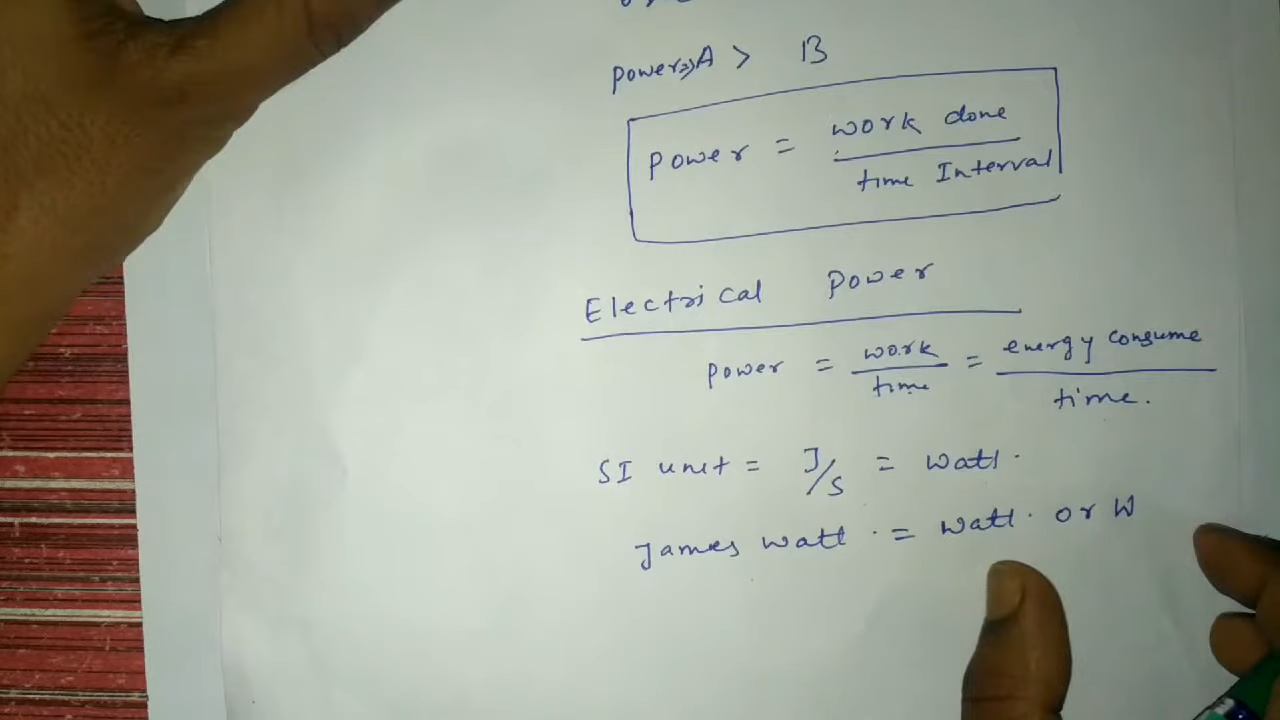 power⇒A > B
Power = work done / time Interval
Electrical Power
Power = work / time = energy consume / time.
SI unit = J/s = watt.
James watt. = watt. or W